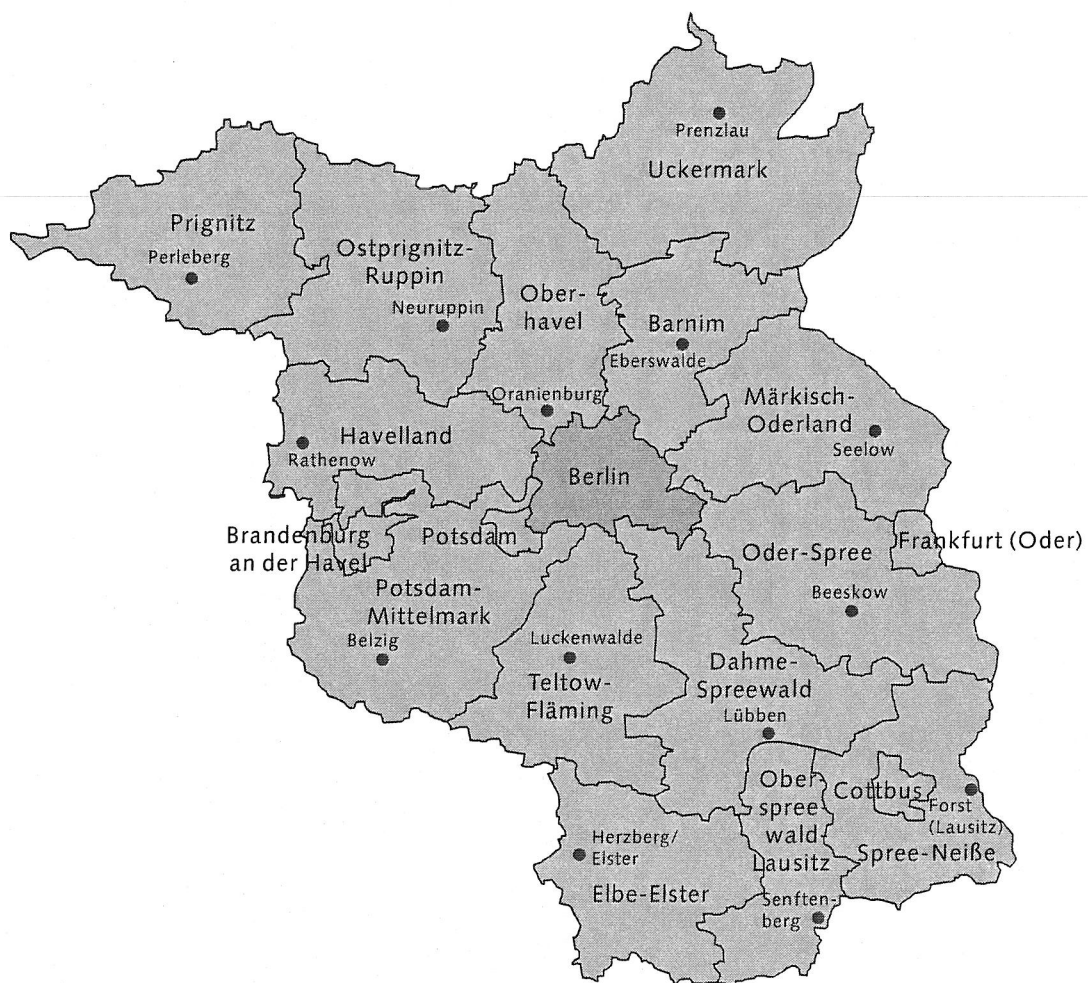 Prenzlau
Uckermark
Prignitz
Perleberg
Ostprignitz-
Ruppin
Neuruppin
Ober-
havel
Oranienburg
Barnim
Eberswalde
Märkisch-
Oderland
Seelow
Havelland
Rathenow
Berlin
Brandenburg
an der Havel
Potsdam
Potsdam-
Mittelmark
Belzig
Oder-Spree
Beeskow
Frankfurt (Oder)
Luckenwalde
Teltow-
Fläming
Dahme-
Spreewald
Lübben
Ober-
spree
wald-
Lausitz
Senften-
berg
Cottbus
Forst
(Lausitz)
Spree-Neiße
Herzberg/
Elster
Elbe-Elster